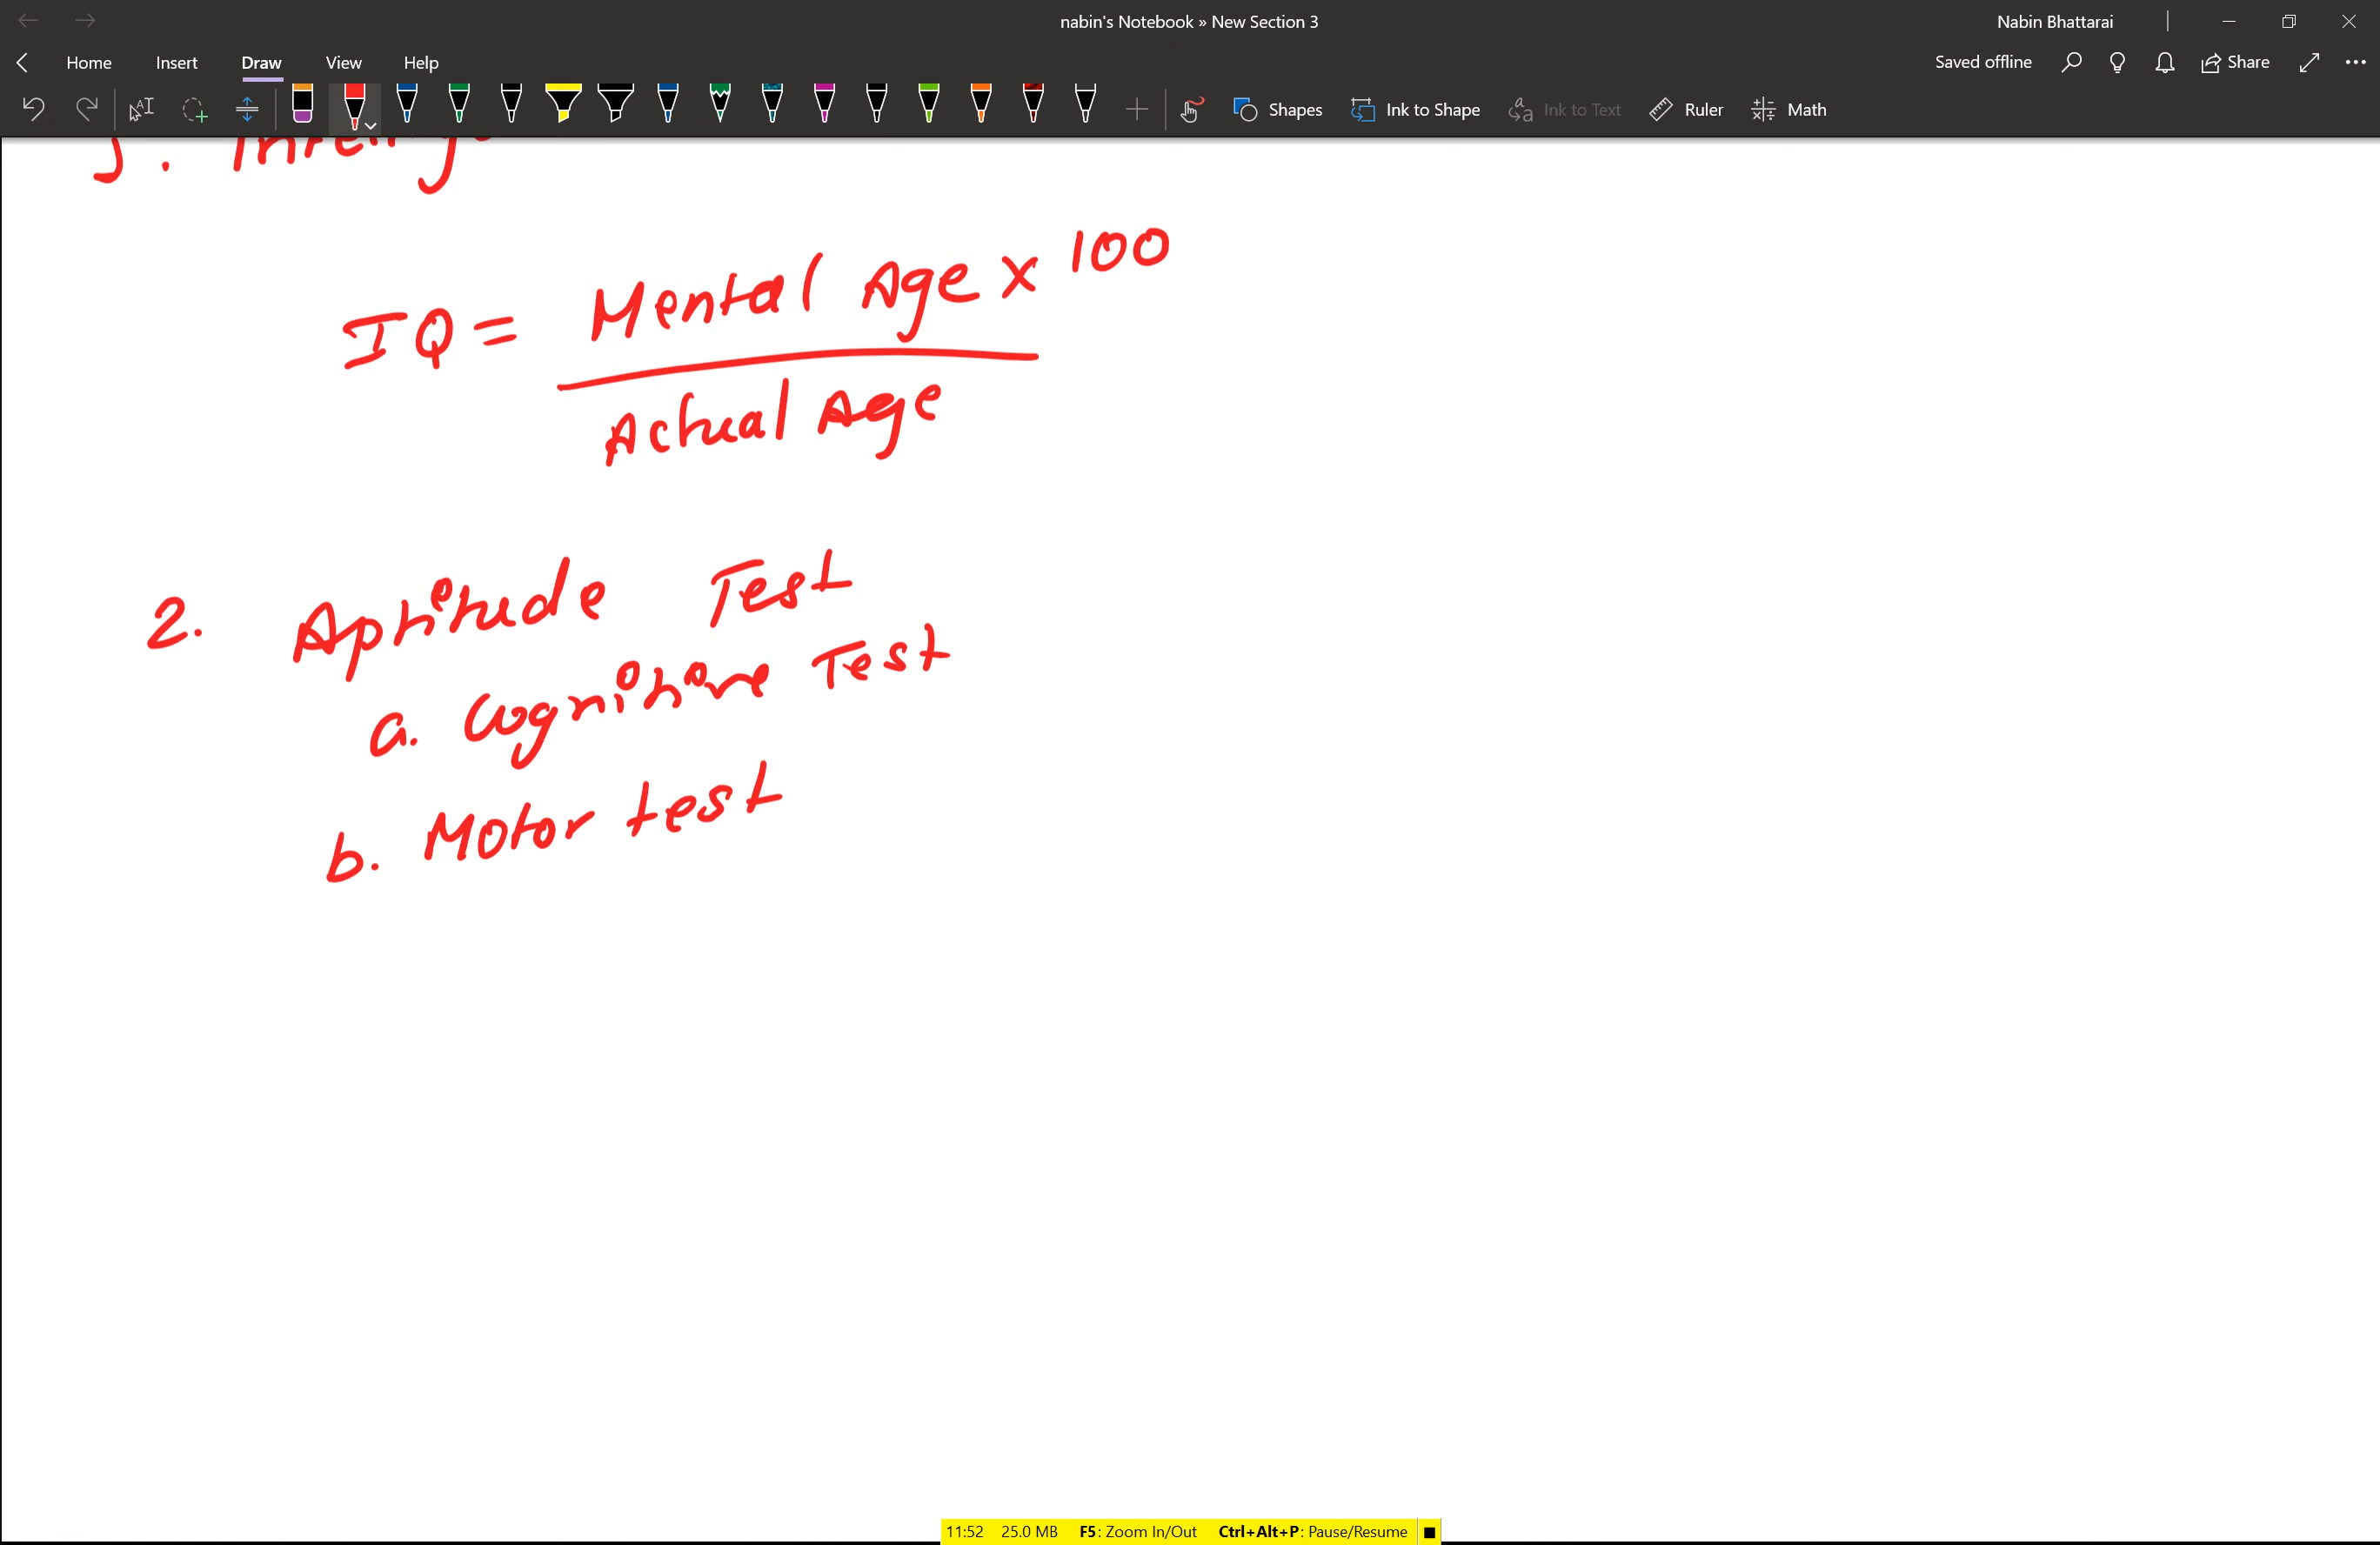 nabin's Notebook » New Section 3
Nabin Bhattarai
Home Insert Draw View Help
Saved offline
Share
Shapes Ink to Shape Ink to Text Ruler Math
IQ = Mental Age x 100
Actual Age
2. Aptitude Test
a. Cognitive Test
b. Motor test
11:52 25.0 MB F5: Zoom In/Out Ctrl+Alt+P: Pause/Resume